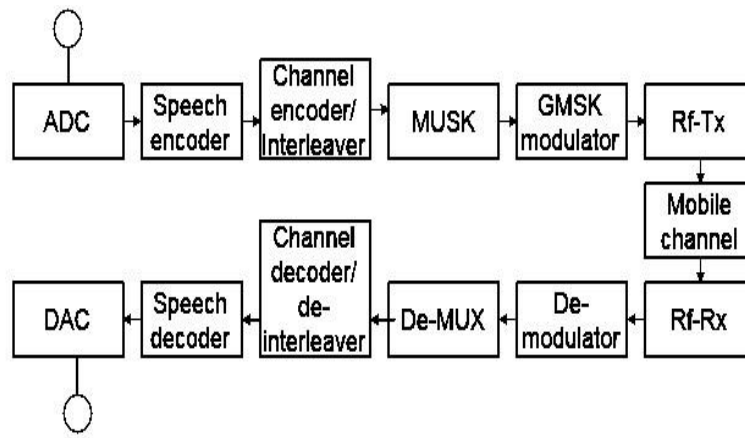 ADC
Speech
encoder
Channel
encoder/
Interleaver
MUSK
GMSK
modulator
Rf-Tx
Mobile
channel
Rf-Rx
De-
modulator
De-MUX
Channel
decoder/
de-
interleaver
Speech
decoder
DAC